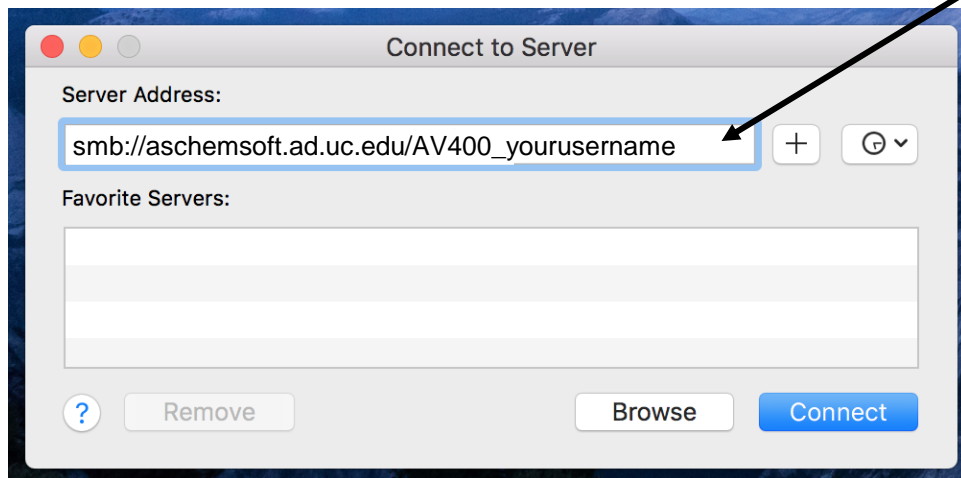 Connect to Server
Server Address:
smb://aschemsoft.ad.uc.edu/AV400_yourusername
Favorite Servers:
? Remove Browse Connect